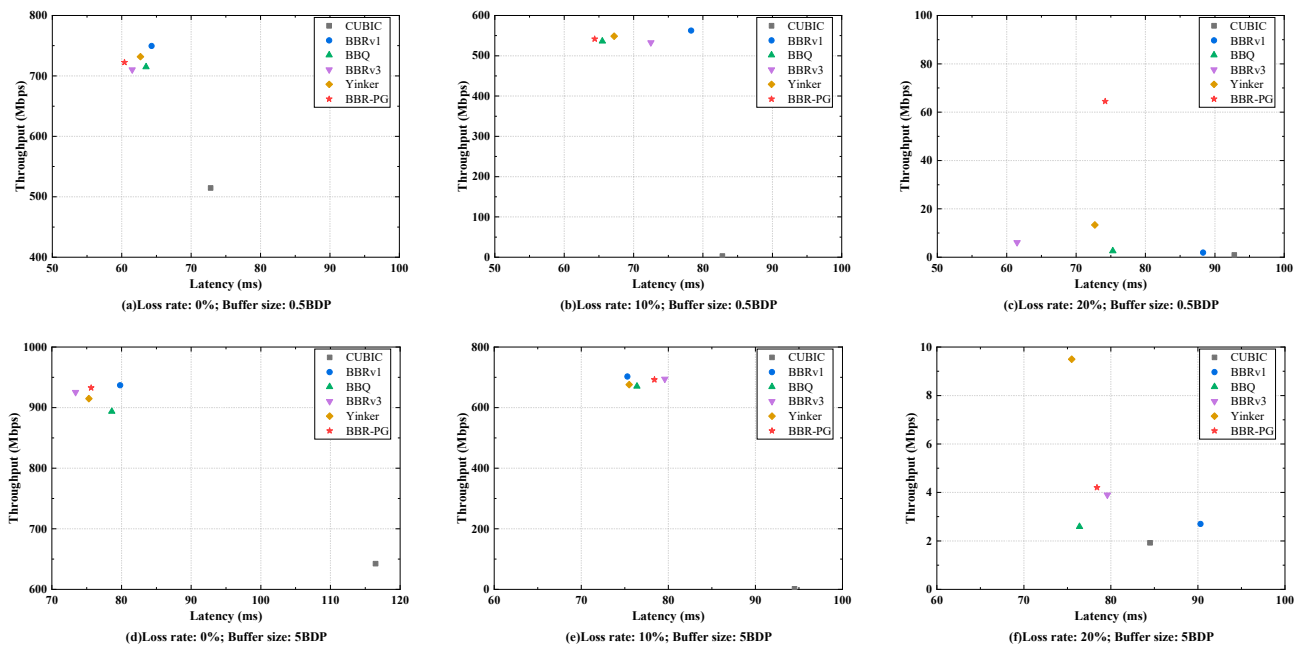 800
700
600
500
400
Throughput (Mbps)
50 60 70 80 90 100
Latency (ms)
CUBIC
BBRv1
BBQ
BBRv3
Yinker
BBR-PG
(a)Loss rate: 0%; Buffer size: 0.5BDP
600
500
400
300
200
100
0
Throughput (Mbps)
50 60 70 80 90 100
Latency (ms)
CUBIC
BBRv1
BBQ
BBRv3
Yinker
BBR-PG
(b)Loss rate: 10%; Buffer size: 0.5BDP
100
80
60
40
20
0
Throughput (Mbps)
50 60 70 80 90 100
Latency (ms)
CUBIC
BBRv1
BBQ
BBRv3
Yinker
BBR-PG
(c)Loss rate: 20%; Buffer size: 0.5BDP
1000
900
800
700
600
Throughput (Mbps)
70 80 90 100 110 120
Latency (ms)
CUBIC
BBRv1
BBQ
BBRv3
Yinker
BBR-PG
(d)Loss rate: 0%; Buffer size: 5BDP
800
600
400
200
0
Throughput (Mbps)
60 70 80 90 100
Latency (ms)
CUBIC
BBRv1
BBQ
BBRv3
Yinker
BBR-PG
(e)Loss rate: 10%; Buffer size: 5BDP
10
8
6
4
2
0
Throughput (Mbps)
60 70 80 90 100
Latency (ms)
CUBIC
BBRv1
BBQ
BBRv3
Yinker
BBR-PG
(f)Loss rate: 20%; Buffer size: 5BDP